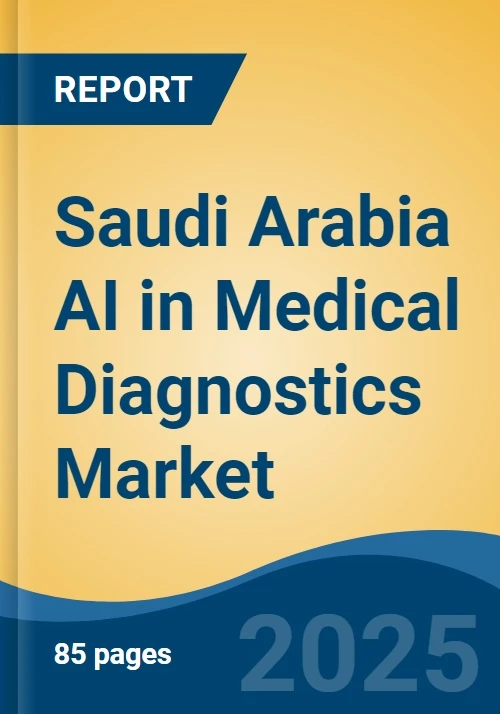 REPORT
Saudi Arabia
AI in Medical
Diagnostics
Market
85 pages
2025